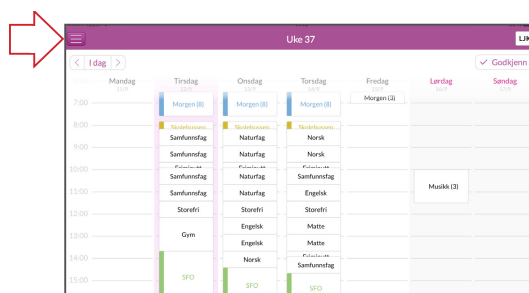 Uke 37
LJK
I dag
Godkjenn
Mandag Tirsdag Onsdag Torsdag Fredag Lørdag Søndag
7:00 Morgen (8) Morgen (8) Morgen (8) Morgen (3)
8:00
Samfunnsfag Naturfag Norsk
9:00 Samfunnsfag Naturfag Norsk
10:00
Samfunnsfag Naturfag Samfunnsfag
11:00 Samfunnsfag Naturfag Engelsk Musikk (3)
12:00 Storefri Storefri Storefri
Engelsk Matte
13:00 Gym Engelsk Matte
14:00 Norsk Samfunnsfag
15:00 SFO SFO SFO